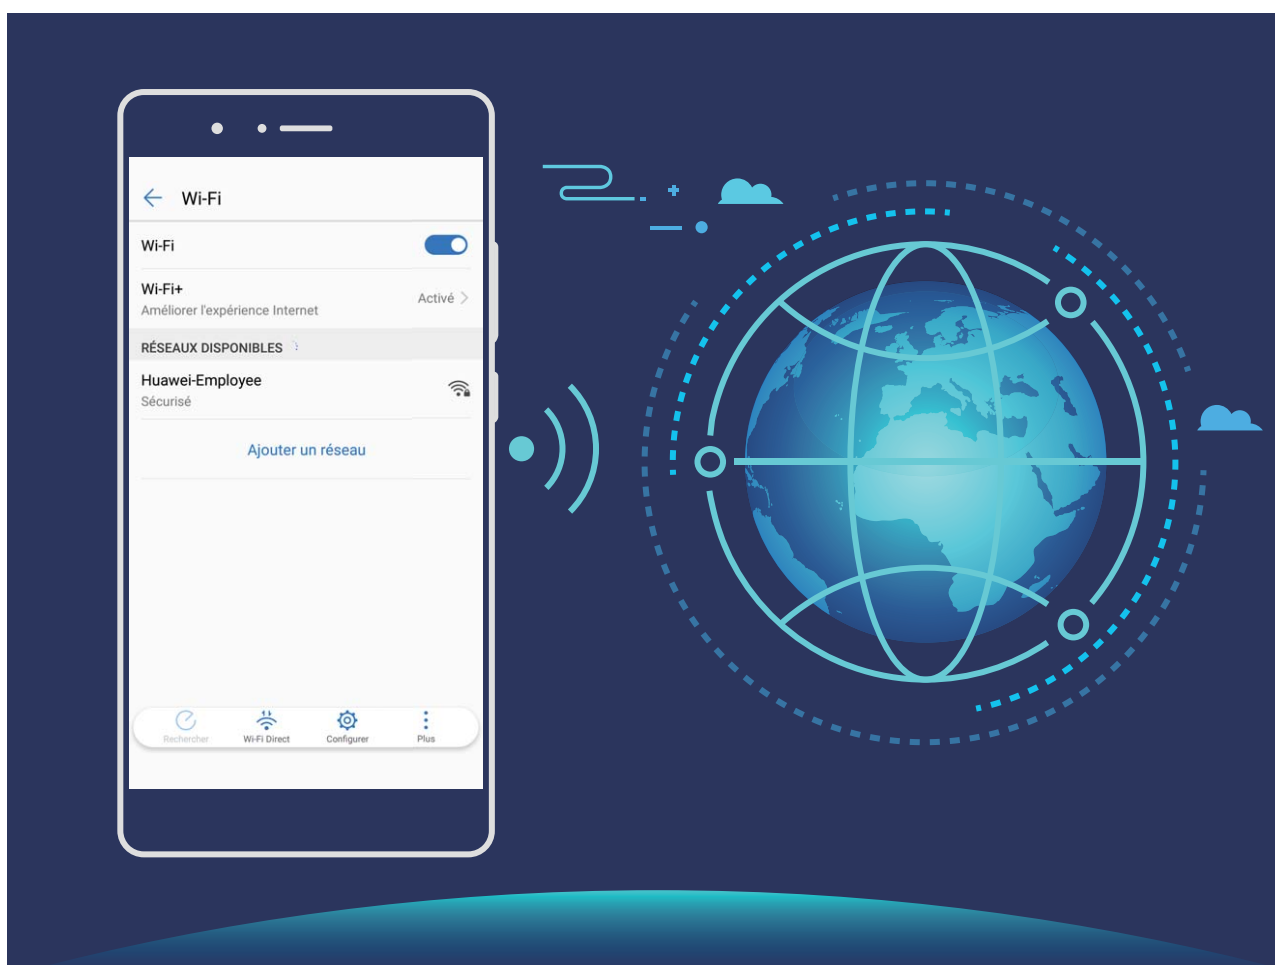 Wi-Fi
Wi-Fi
Wi-Fi+
Améliorer l'expérience Internet
Activé
RÉSEAUX DISPONIBLES
Huawei-Employee
Sécurisé
Ajouter un réseau
Rechercher
Wi-Fi Direct
Configurer
Plus